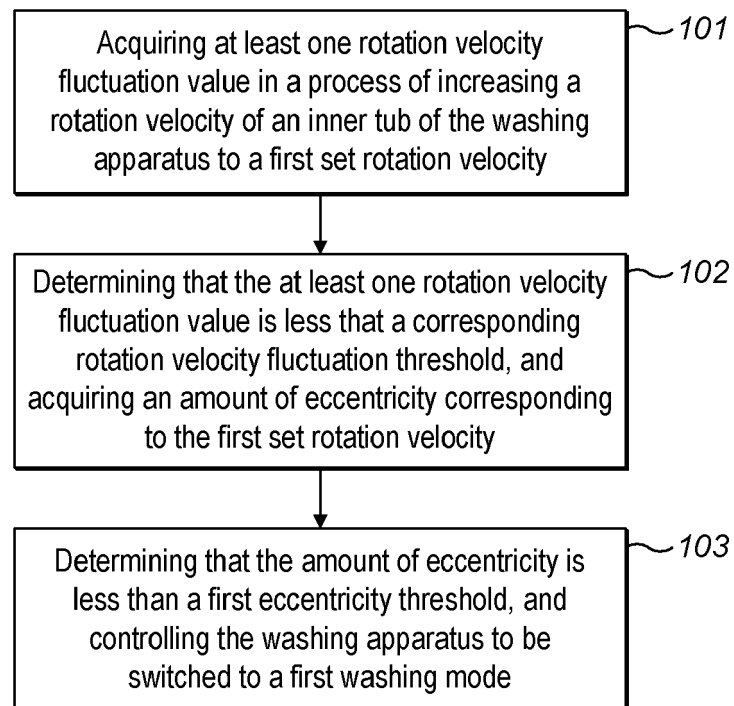 Acquiring at least one rotation velocity
fluctuation value in a process of increasing a
rotation velocity of an inner tub of the washing
apparatus to a first set rotation velocity
101
Determining that the at least one rotation velocity
fluctuation value is less that a corresponding
rotation velocity fluctuation threshold, and
acquiring an amount of eccentricity corresponding
to the first set rotation velocity
102
Determining that the amount of eccentricity is
less than a first eccentricity threshold, and
controlling the washing apparatus to be
switched to a first washing mode
103